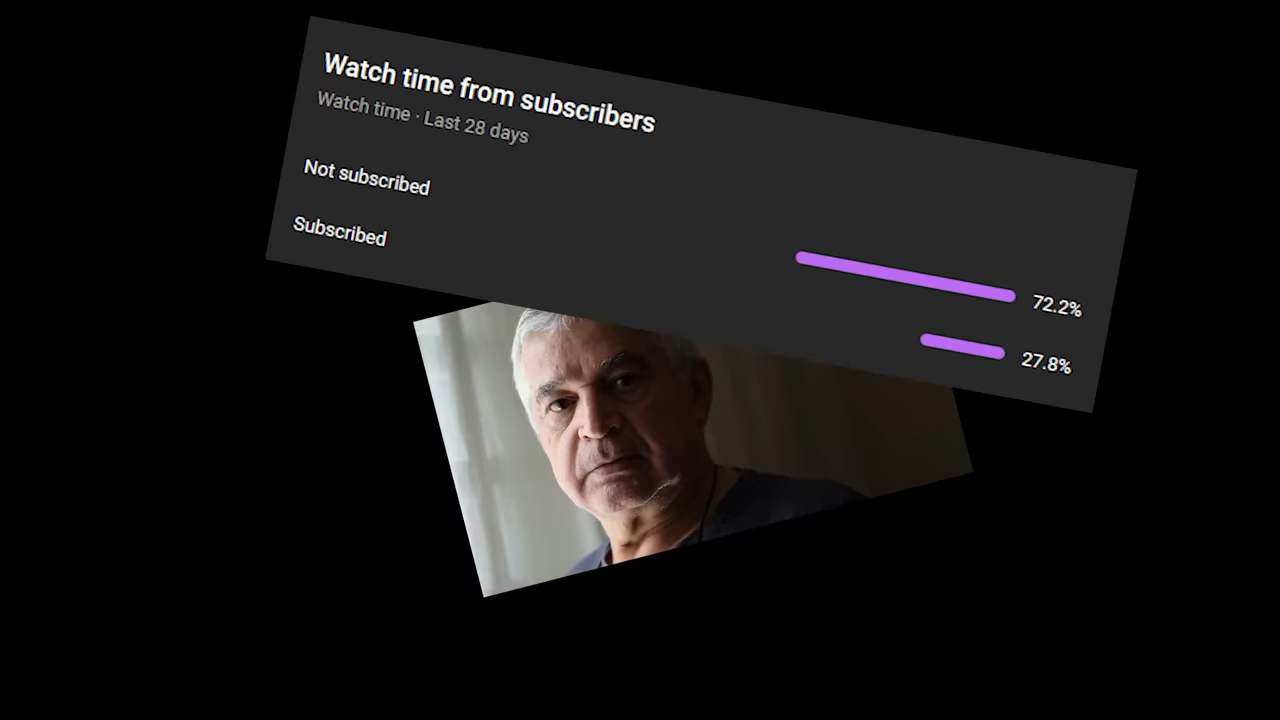 Watch time from subscribers
Watch time · Last 28 days
Not subscribed
72.2%
Subscribed
27.8%